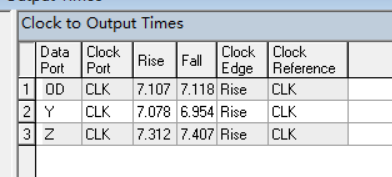 Clock to Output Times
Data Port Clock Port Rise Fall Clock Edge Clock Reference
1 OD CLK 7.107 7.118 Rise CLK
2 Y CLK 7.078 6.954 Rise CLK
3 Z CLK 7.312 7.407 Rise CLK